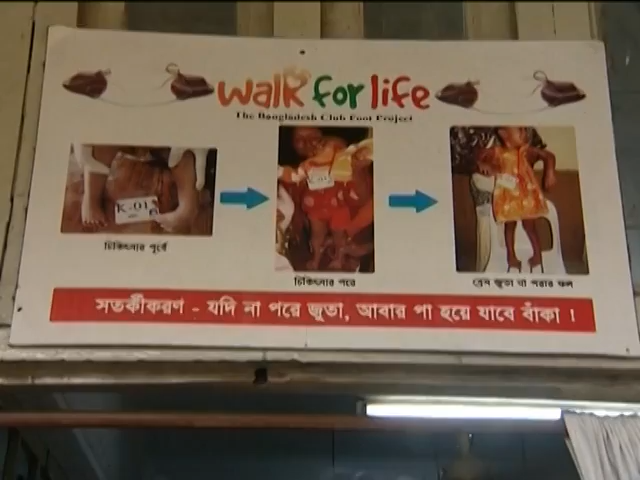 walk for life
The Bangladesh Club Foot Project
K-01
চিকিৎসার পূর্বে
চিকিৎসার পরে
ব্রেস জুতা না পরার ফল
সতর্কীকরণ - যদি না পরে জুতা, আবার পা হয়ে যাবে বাঁকা !